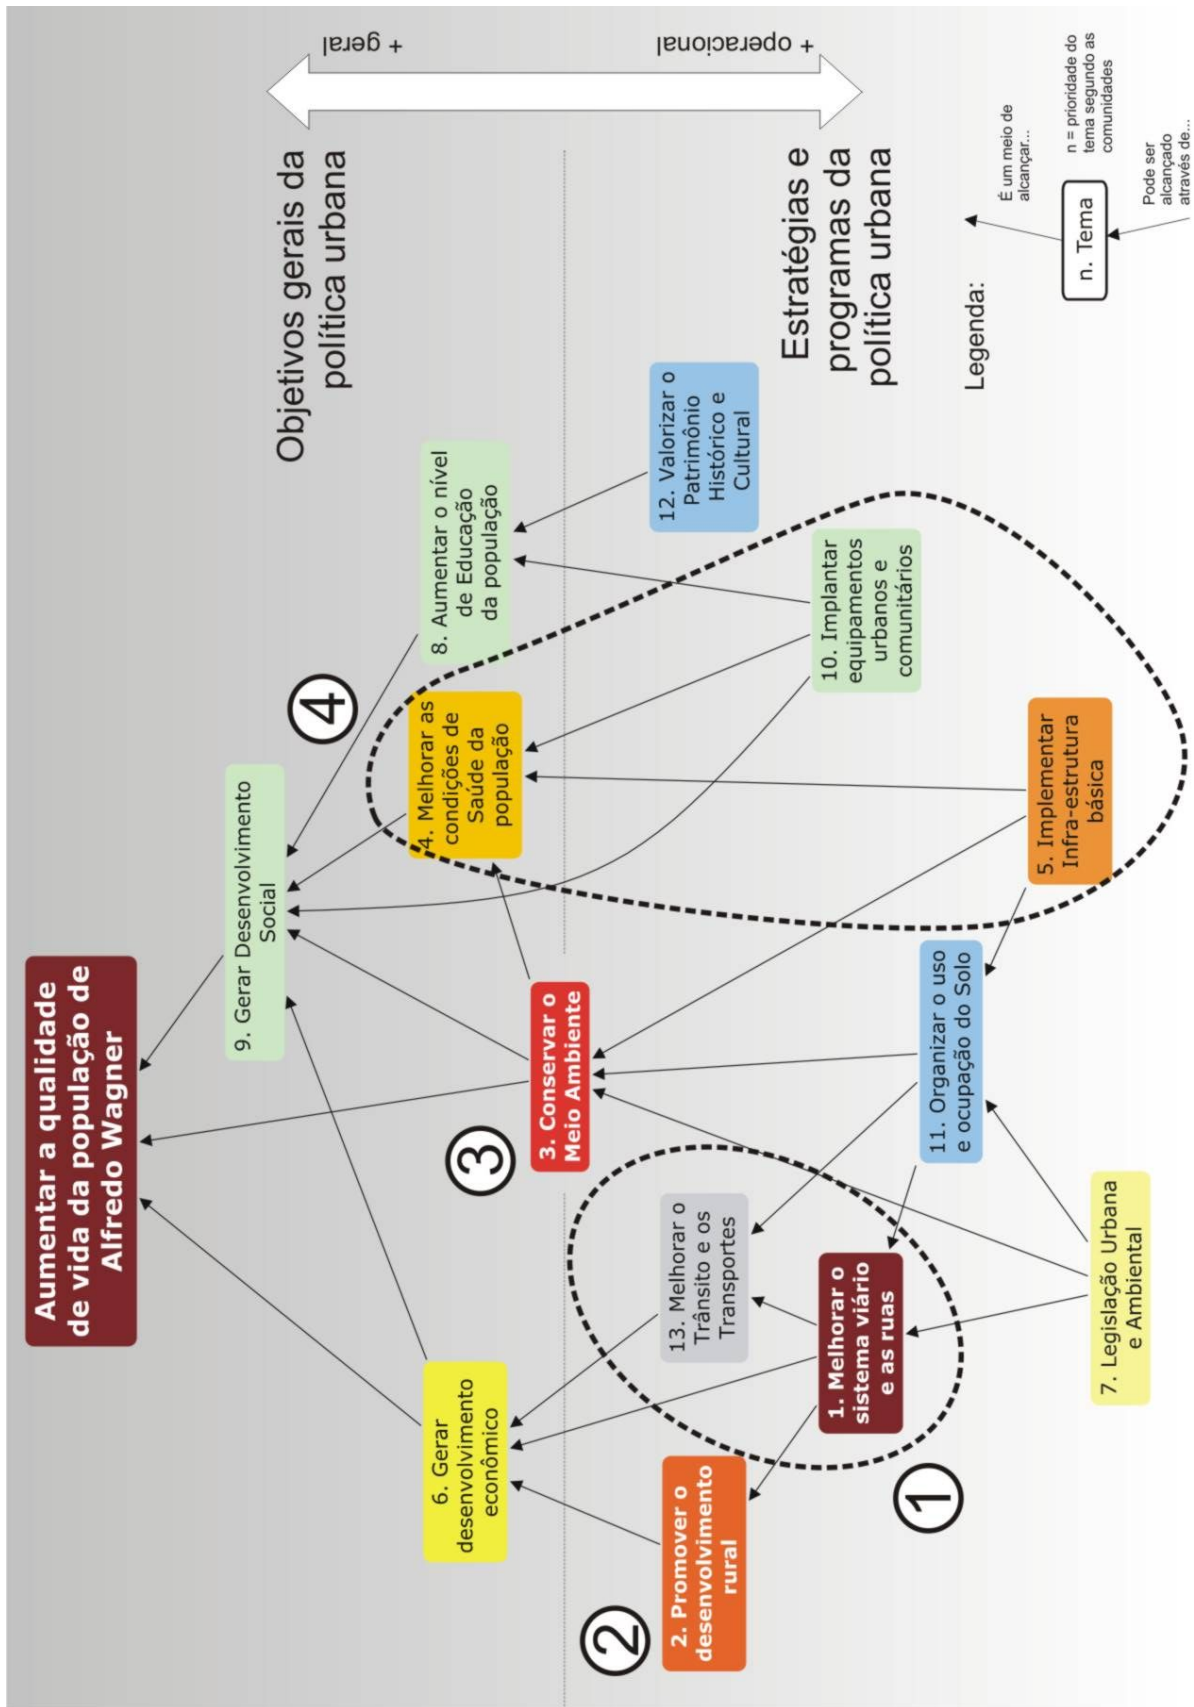 Aumentar a qualidade
de vida da população de
Alfredo Wagner
Objetivos gerais da
política urbana
+ geral
9. Gerar Desenvolvimento
Social
4
6. Gerar
desenvolvimento
econômico
3
4. Melhorar as
condições de
Saúde da
população
8. Aumentar o nível
de Educação
da população
3. Conservar o
Meio Ambiente
+ operacional
2
2. Promover o
desenvolvimento
rural
13. Melhorar o
Trânsito e os
Transportes
12. Valorizar o
Patrimônio
Histórico e
Cultural
Estratégias e
programas da
política urbana
1
1. Melhorar o
sistema viário
e as ruas
11. Organizar o uso
e ocupação do Solo
10. Implantar
equipamentos
urbanos e
comunitários
7. Legislação Urbana
e Ambiental
5. Implementar
Infra-estrutura
básica
Legenda:
É um meio de
alcançar...
n. Tema
n = prioridade do
tema segundo as
comunidades
Pode ser
alcançado
através de...